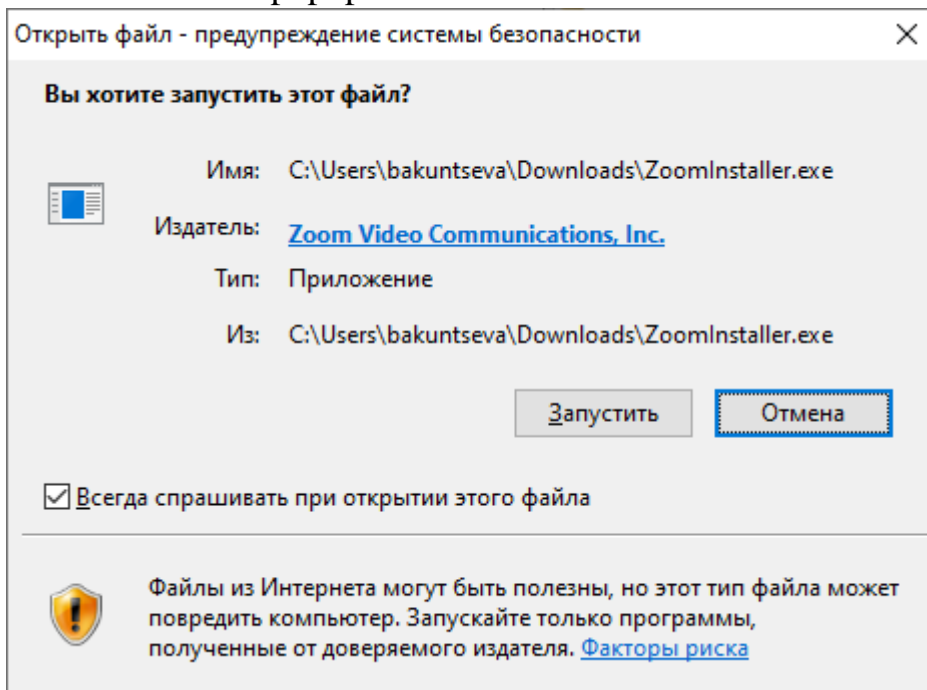 Открыть файл - предупреждение системы безопасности
Вы хотите запустить этот файл?
Имя: C:\Users\bakuntseva\Downloads\ZoomInstaller.exe
Издатель: Zoom Video Communications, Inc.
Тип: Приложение
Из: C:\Users\bakuntseva\Downloads\ZoomInstaller.exe
Запустить Отмена
Всегда спрашивать при открытии этого файла
Файлы из Интернета могут быть полезны, но этот тип файла может
повредить компьютер. Запускайте только программы,
полученные от доверяемого издателя. Факторы риска